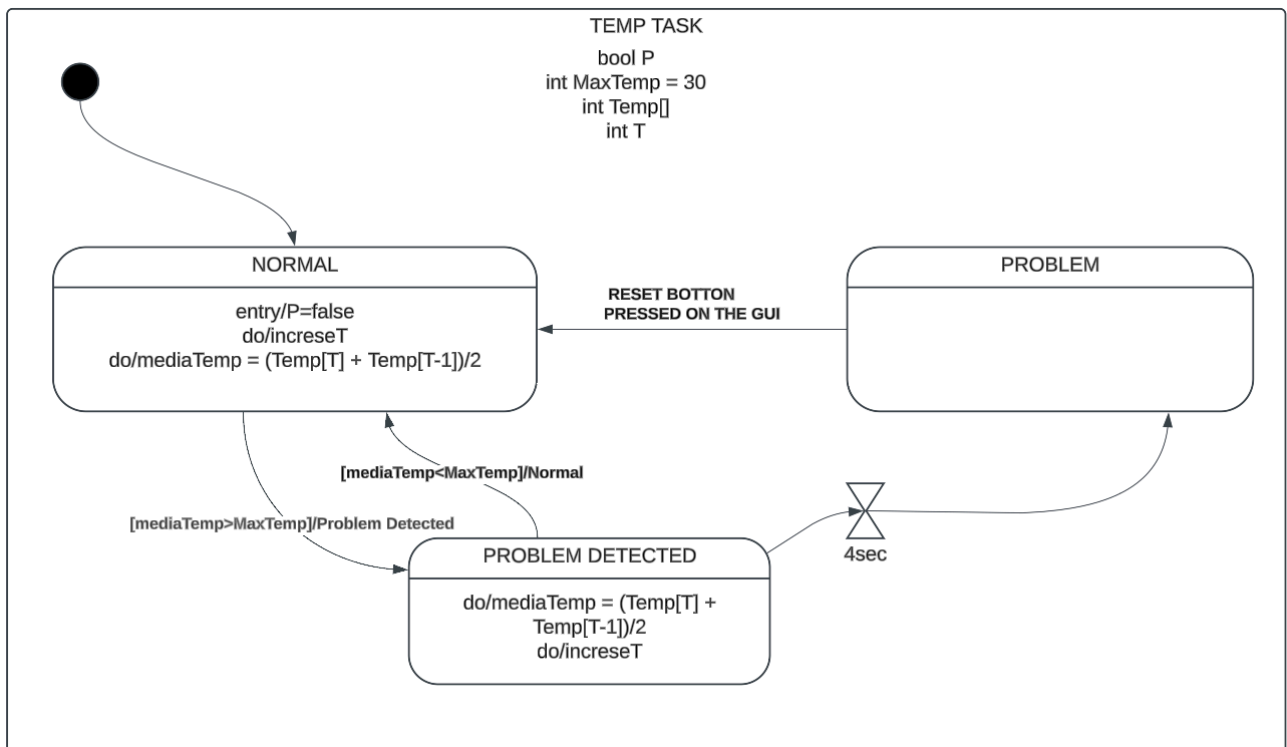 TEMP TASK
bool P
int MaxTemp = 30
int Temp[]
int T
NORMAL
entry/P=false
do/increseT
do/mediaTemp = (Temp[T] + Temp[T-1])/2
RESET BOTTON
PRESSED ON THE GUI
PROBLEM
[mediaTemp<MaxTemp]/Normal
[mediaTemp>MaxTemp]/Problem Detected
PROBLEM DETECTED
do/mediaTemp = (Temp[T] +
Temp[T-1])/2
do/increseT
4sec